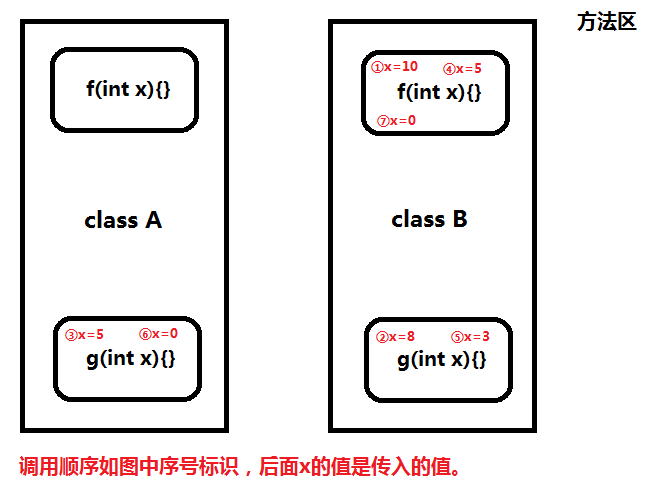 方法区
f(int x){}
class A
③x=5 ⑥x=0
g(int x){}
①x=10 ④x=5
f(int x){}
⑦x=0
class B
②x=8 ⑤x=3
g(int x){}
调用顺序如图中序号标识，后面x的值是传入的值。